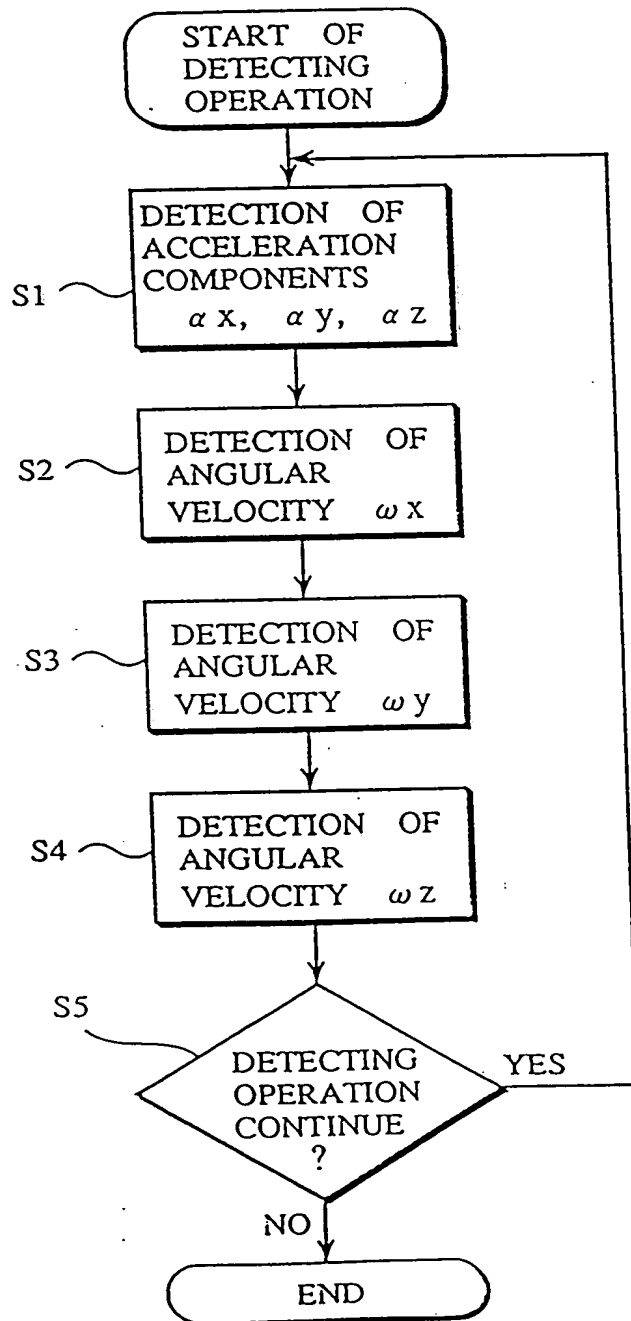 START OF
DETECTING
OPERATION
DETECTION OF
ACCELERATION
COMPONENTS
α x, α y, α z
S1
DETECTION OF
ANGULAR
VELOCITY ω x
S2
DETECTION OF
ANGULAR
VELOCITY ω y
S3
DETECTION OF
ANGULAR
VELOCITY ω z
S4
S5
DETECTING
OPERATION
CONTINUE
?
YES
NO
END